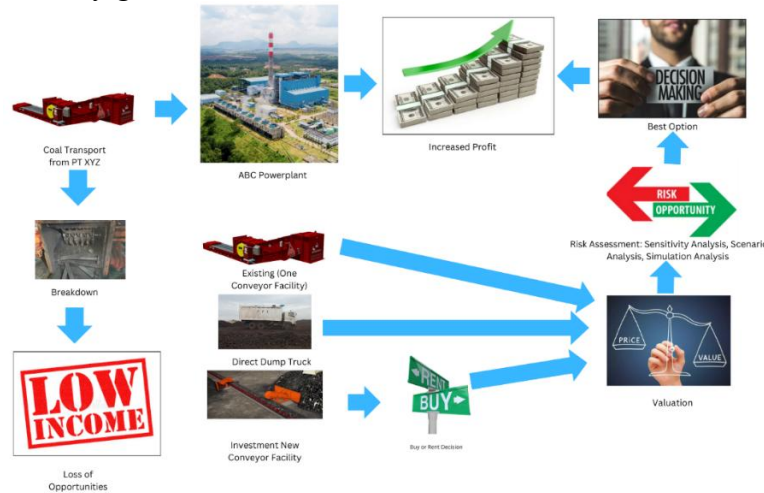 DECISION
MAKING
Coal Transport
from PT XYZ
ABC Powerplant
Increased Profit
Best Option
RISK
OPPORTUNITY
Risk Assessment: Sensitivity Analysis, Scenario
Analysis, Simulation Analysis
Breakdown
Existing (One
Conveyor Facility)
Direct Dump Truck
PRICE
VALUE
RENT
BUY
LOW
INCOME
Investment New
Conveyor Facility
Buy or Rent Decision
Valuation
Loss of
Opportunities